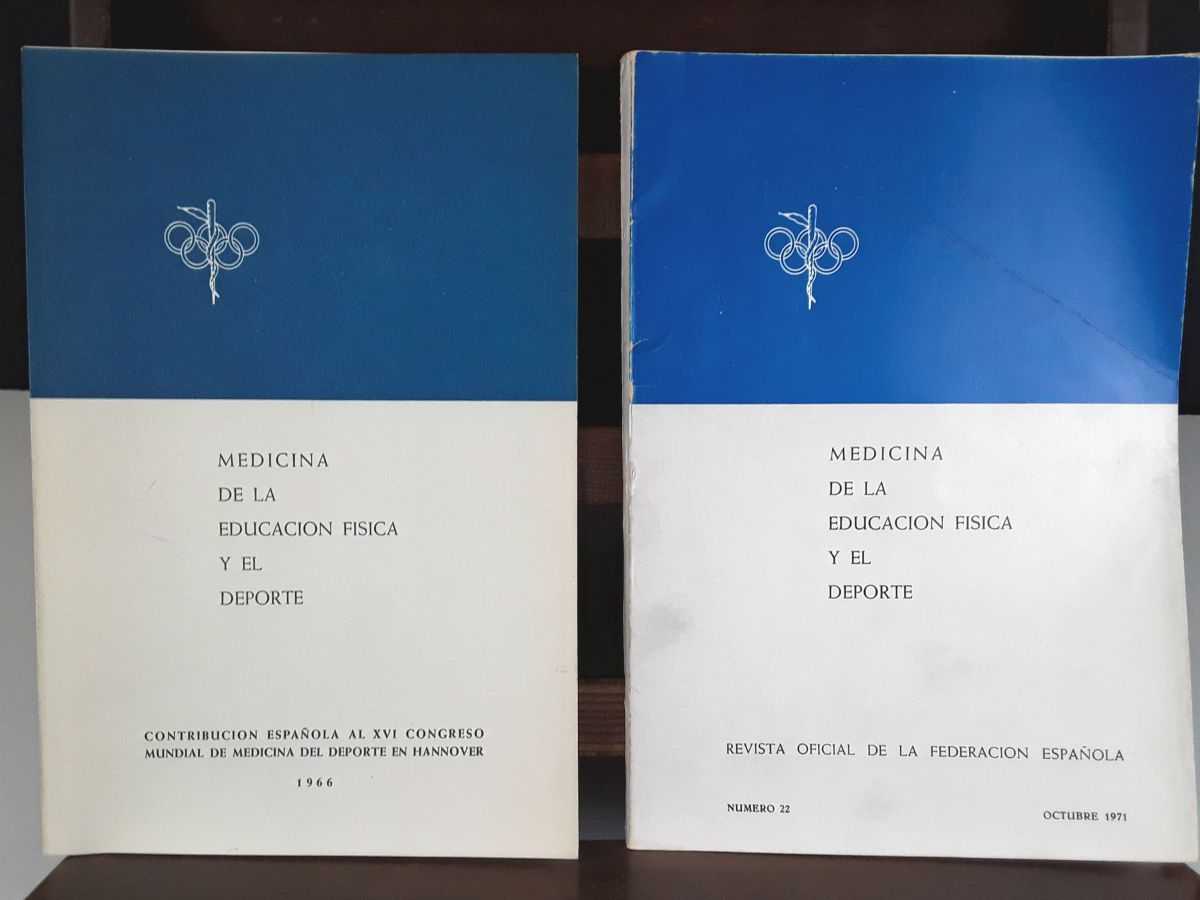 MEDICINA
DE LA
EDUCACION FISICA
Y EL
DEPORTE
CONTRIBUCION ESPAÑOLA AL XVI CONGRESO
MUNDIAL DE MEDICINA DEL DEPORTE EN HANNOVER
1966
MEDICINA
DE LA
EDUCACION FISICA
Y EL
DEPORTE
REVISTA OFICIAL DE LA FEDERACION ESPAÑOLA
NUMERO 22
OCTUBRE 1971